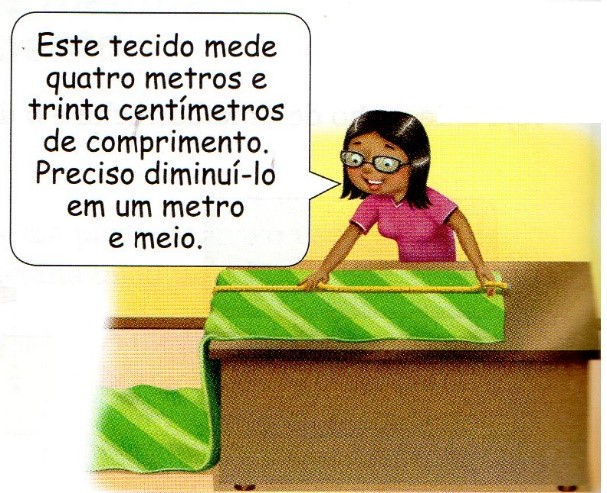 Este tecido mede
quatro metros e
trinta centímetros
de comprimento.
Preciso diminuí-lo
em um metro
e meio.